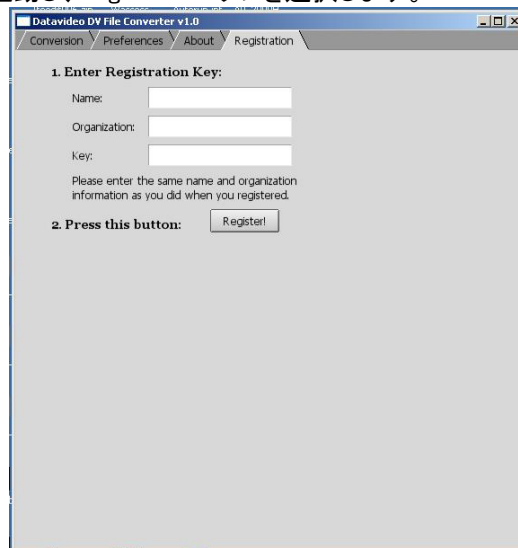 Datavideo DV File Converter v1.0
Conversion Preferences About Registration
1. Enter Registration Key:
Name:
Organization:
Key:
Please enter the same name and organization
information as you did when you registered.
2. Press this button: Register!